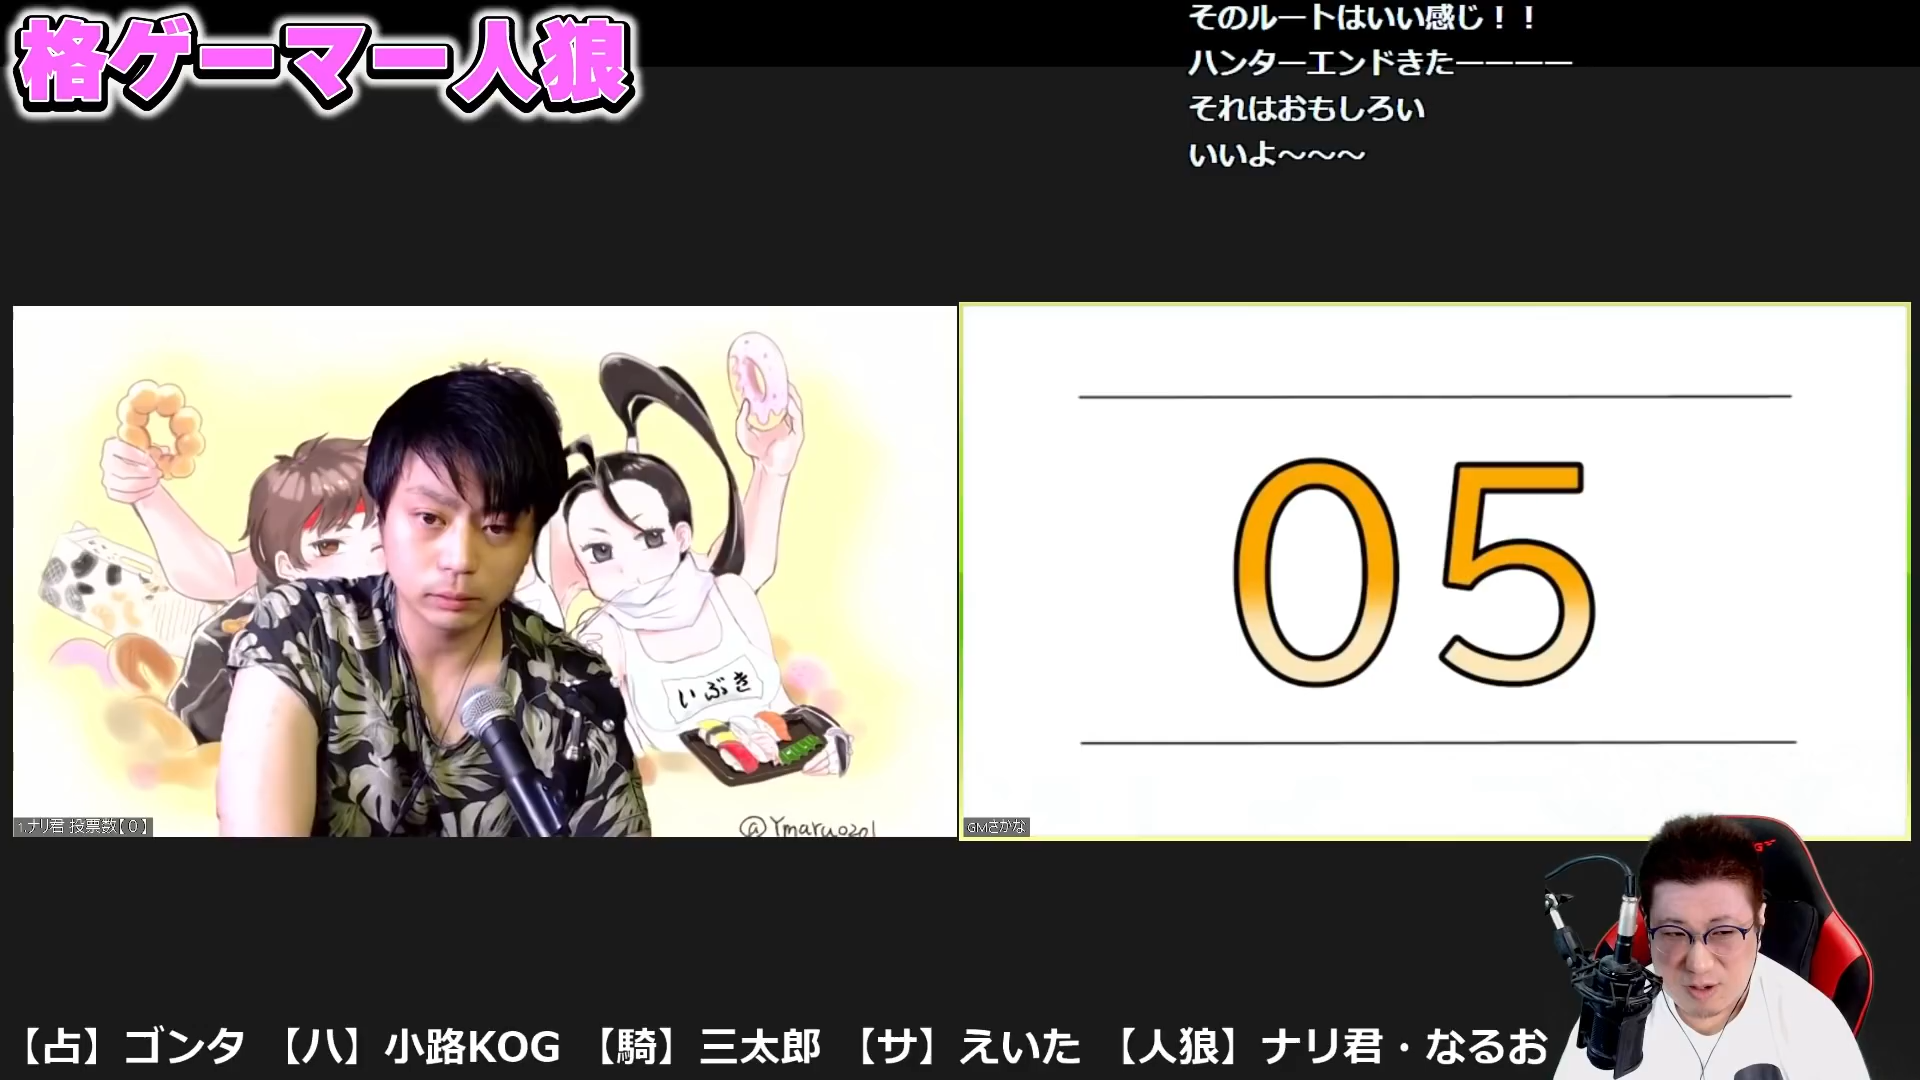 格ゲーマー人狼
そのルートはいい感じ！！
ハンターエンドきたーーーー
それはおもしろい
いいよ～～～
いぶき
1.ナリ君 投票数【0】
@Ymaruozol
05
GMさかな
【占】ゴンタ 【ハ】小路KOG 【騎】三太郎 【サ】えいた 【人狼】ナリ君・なるお